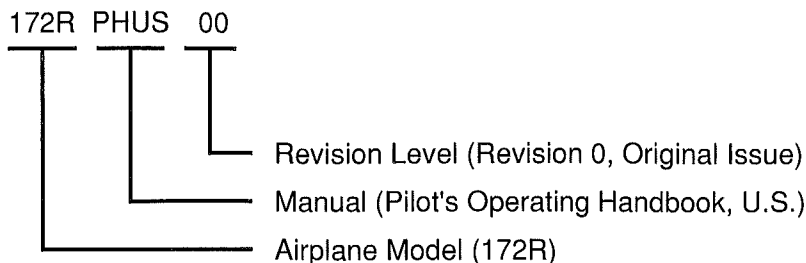 172R PHUS 00
Revision Level (Revision 0, Original Issue)
Manual (Pilot's Operating Handbook, U.S.)
Airplane Model (172R)